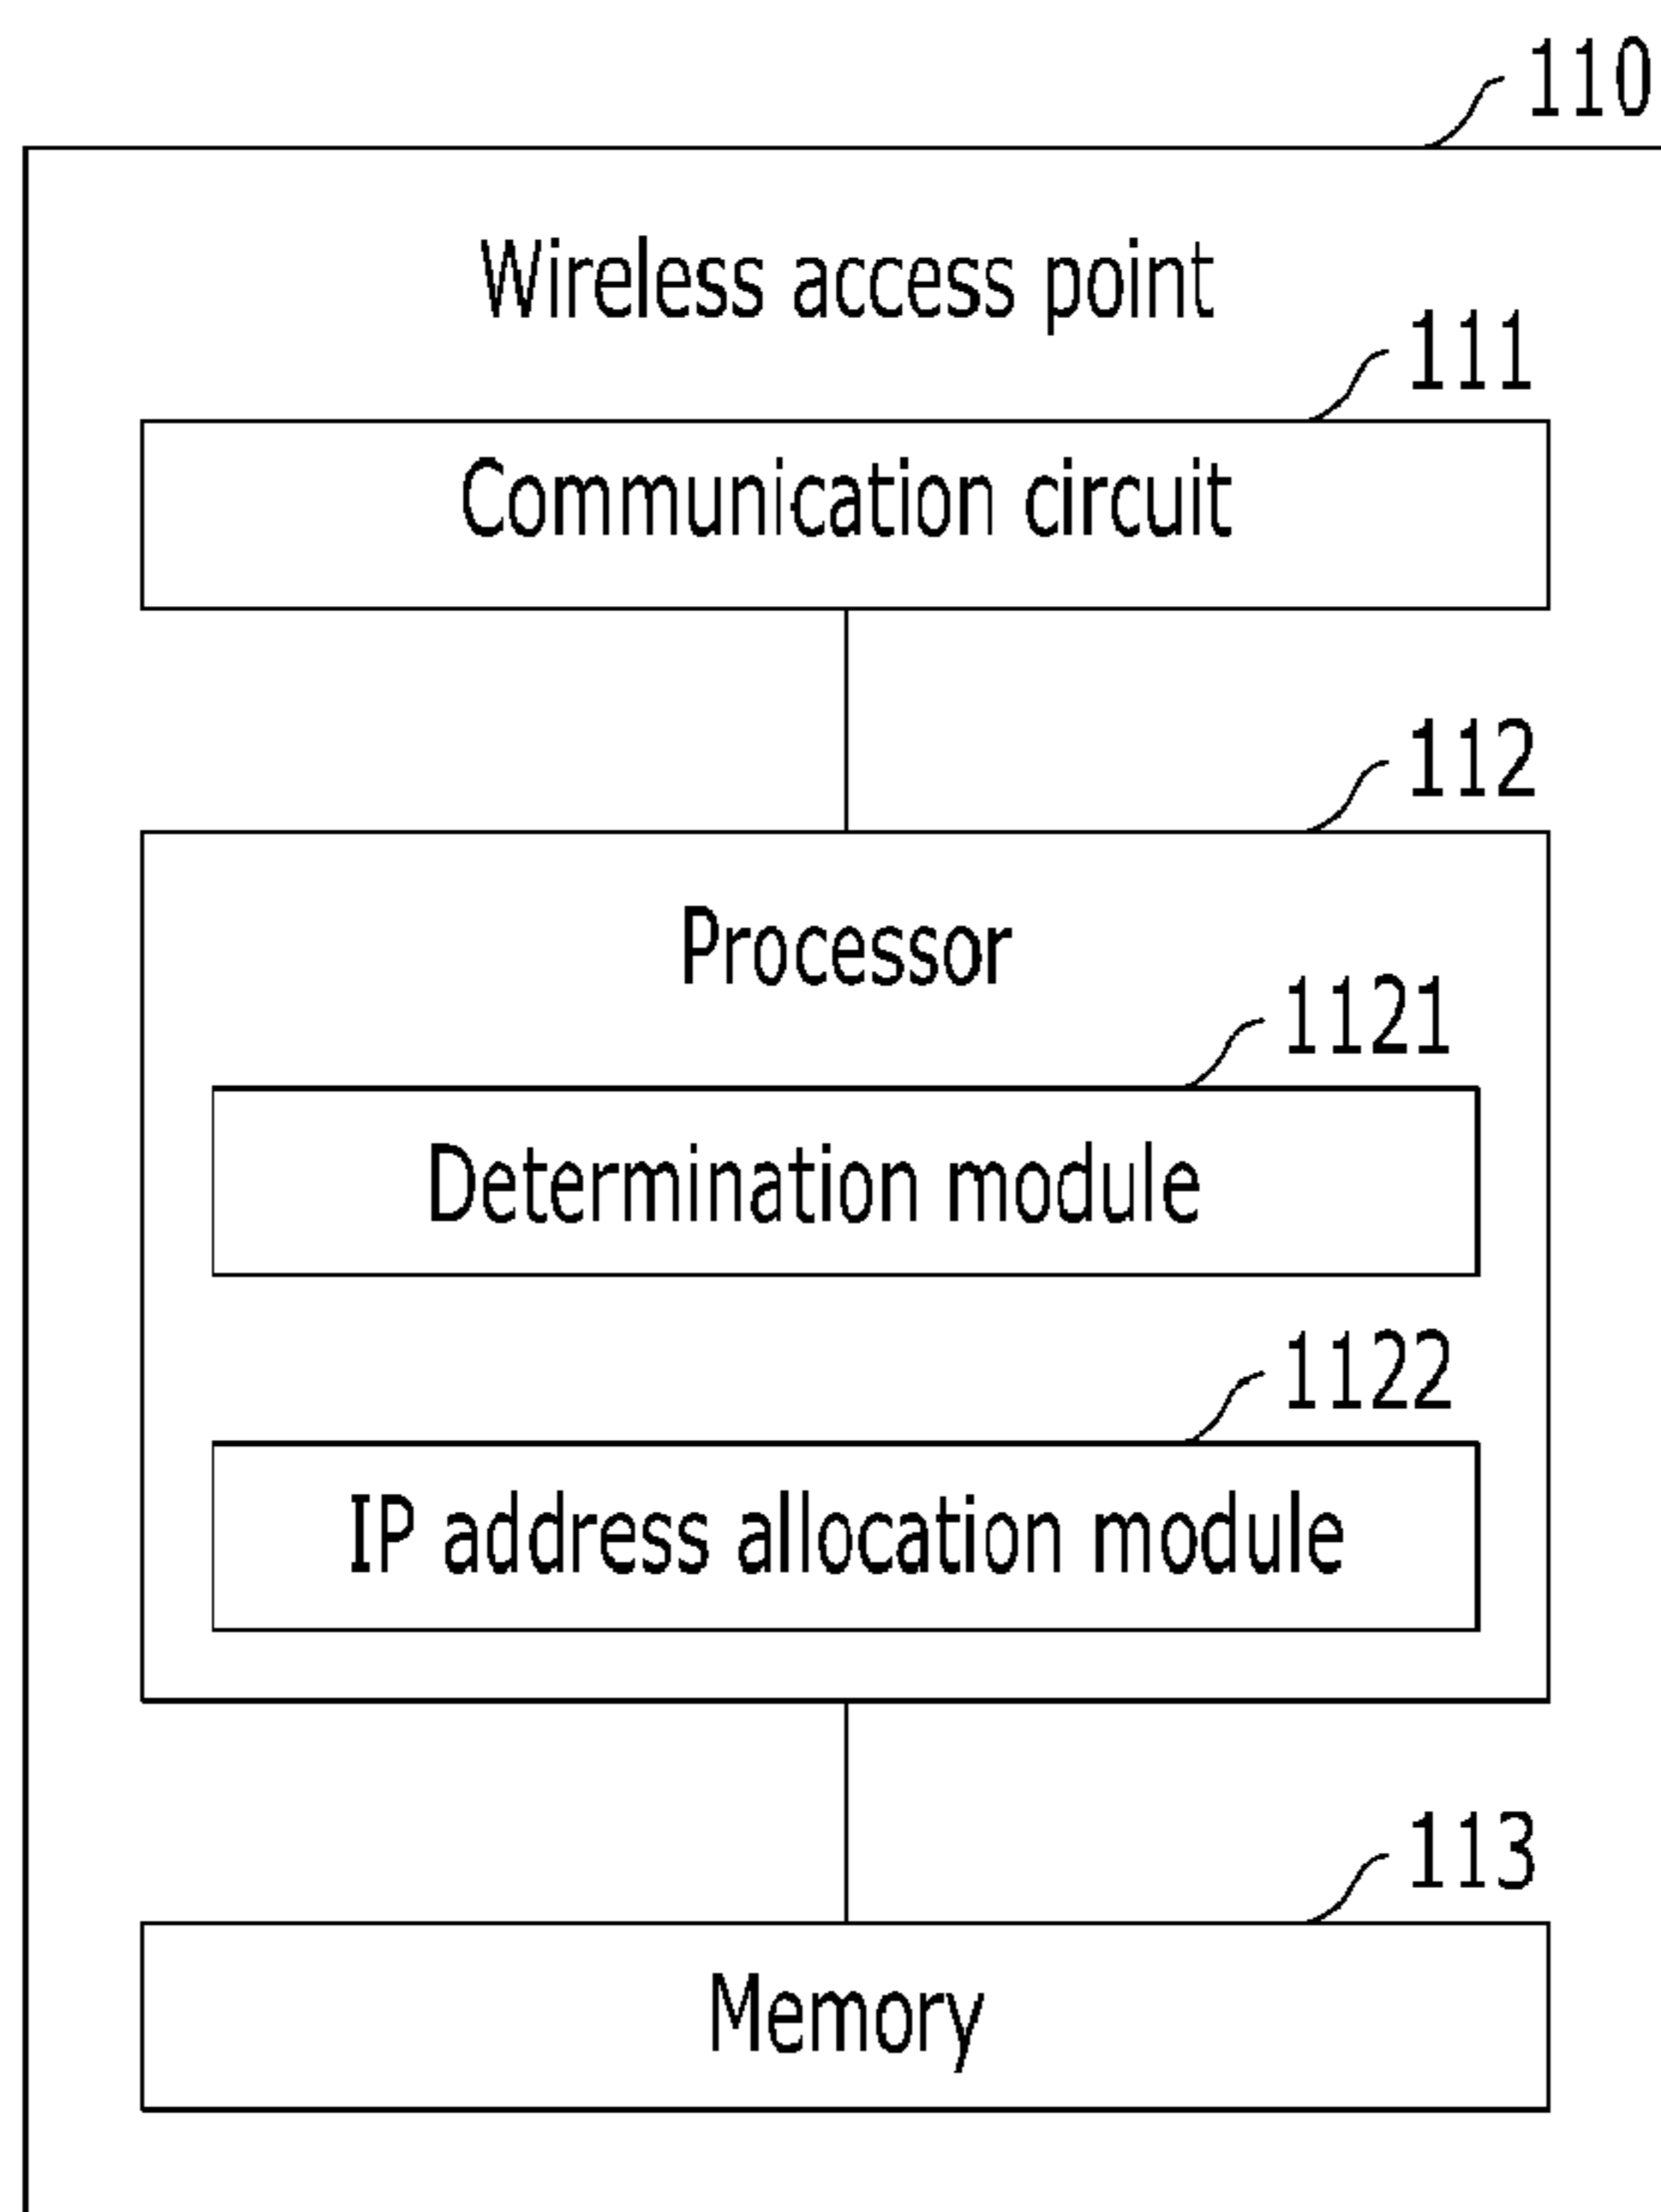 110
Wireless access point
111
Communication circuit
112
Processor
1121
Determination module
1122
IP address allocation module
113
Memory